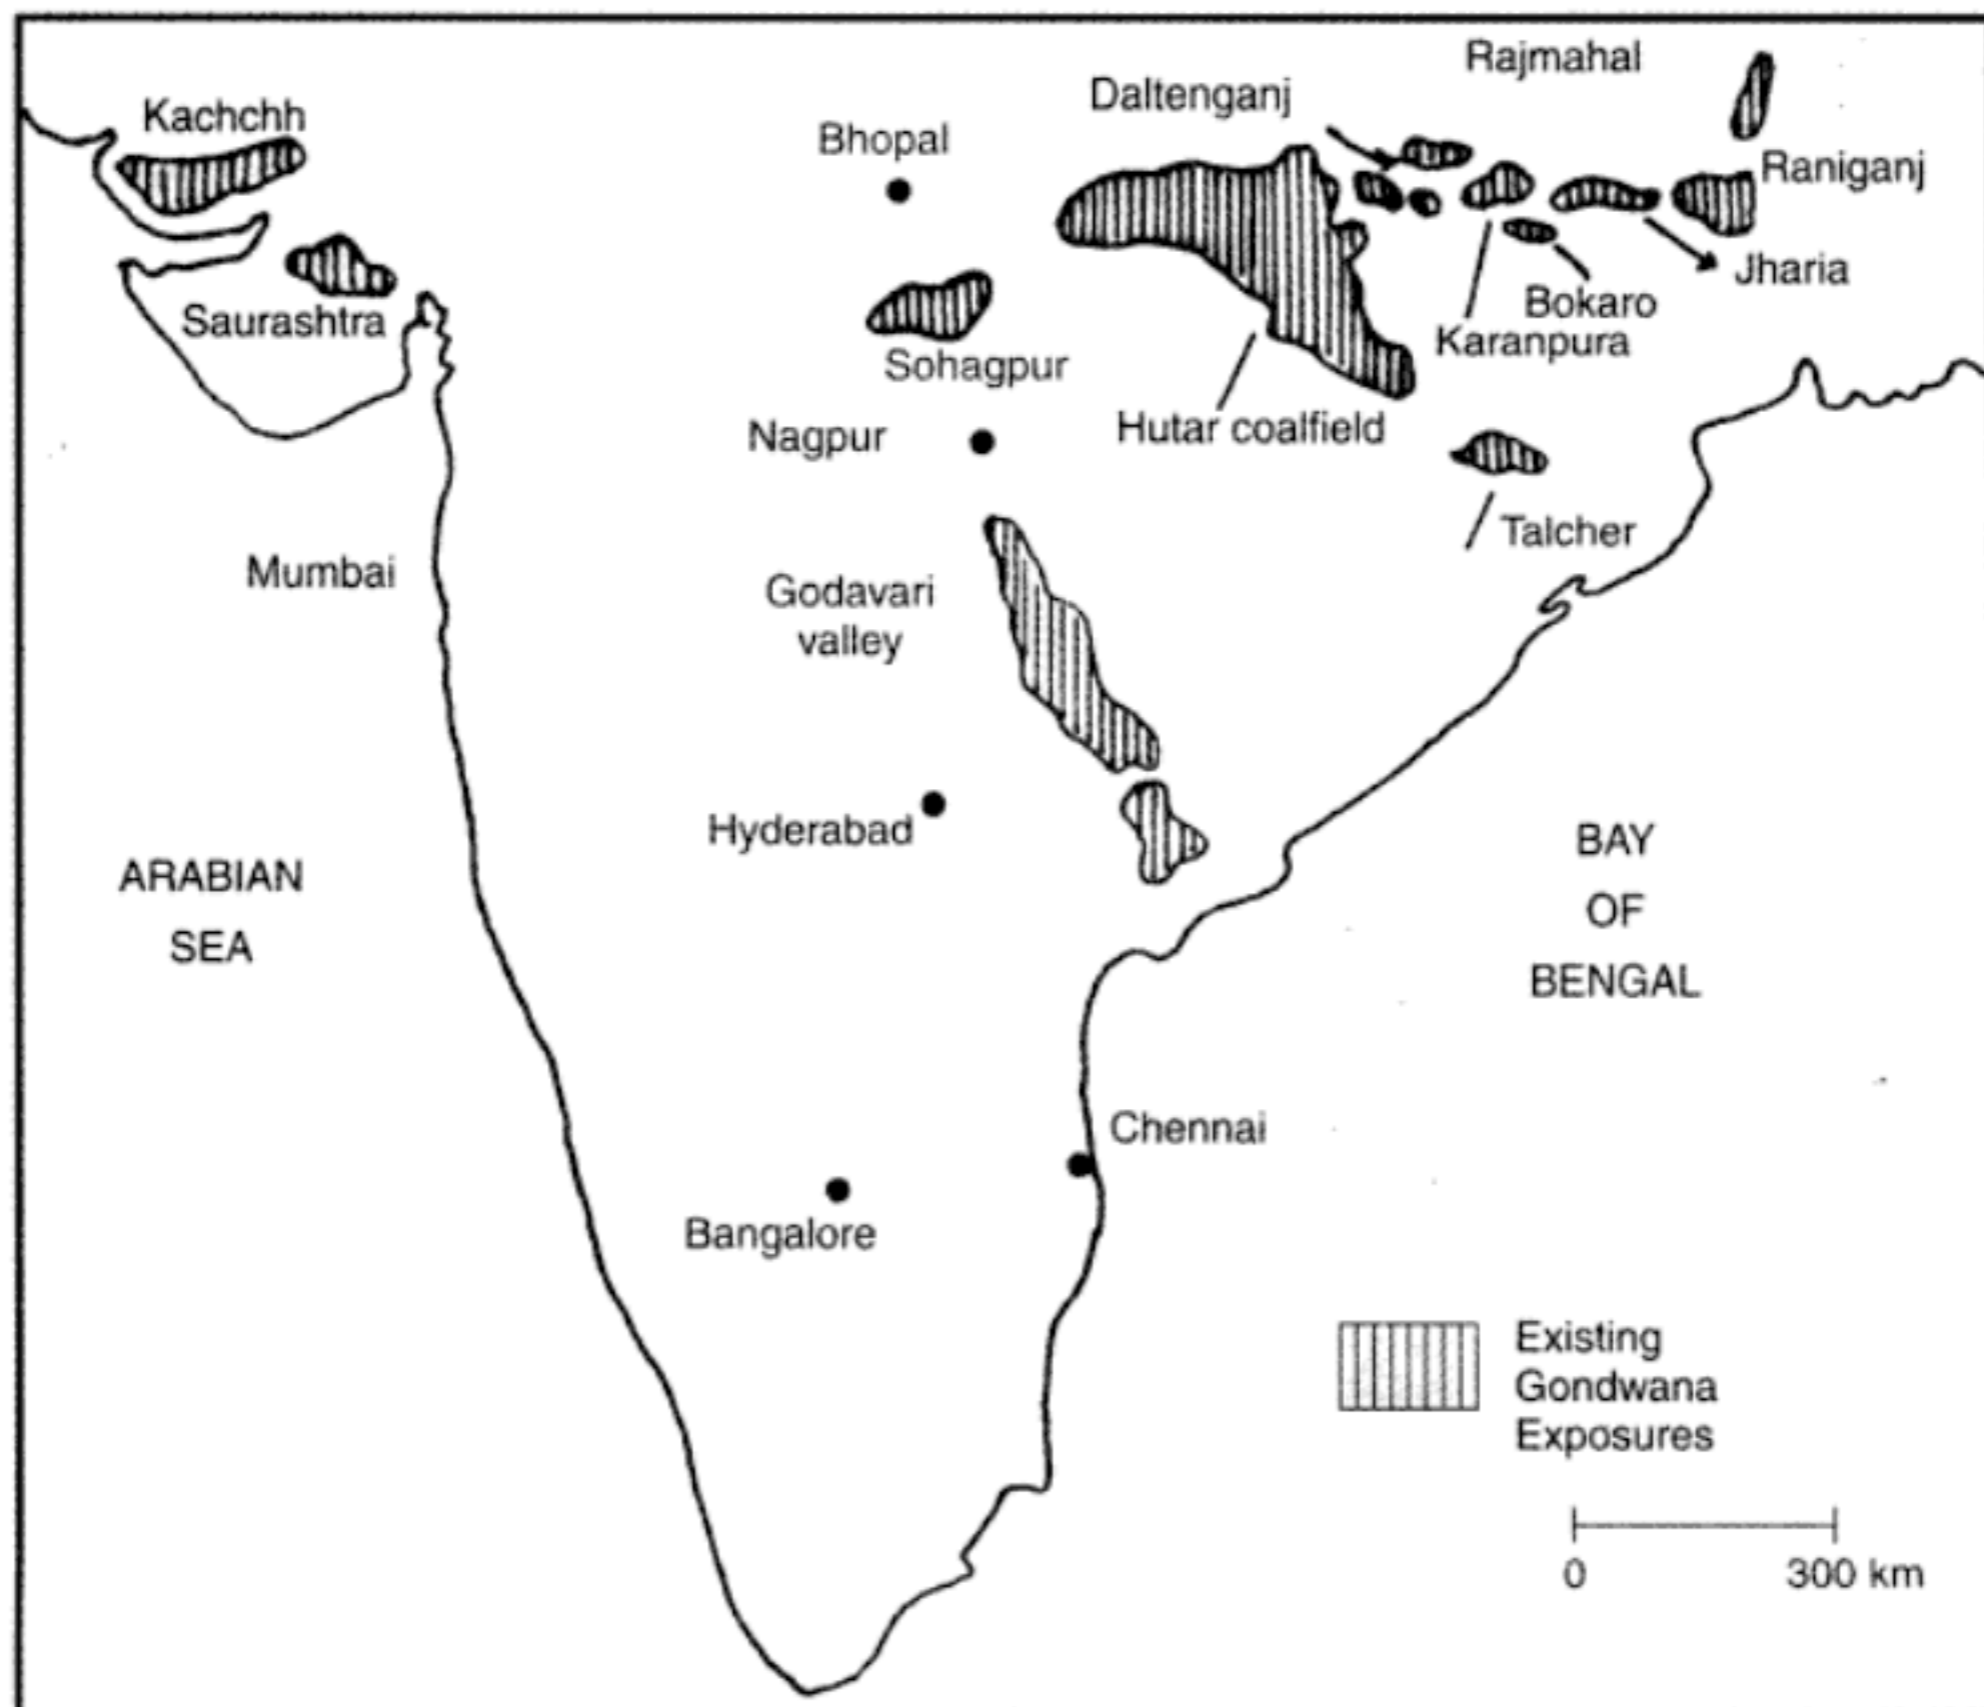 Rajmahal
Daltenganj
Kachchh
Bhopal
Raniganj
Jharia
Bokaro
Karanpura
Saurashtra
Sohagpur
Hutar coalfield
Nagpur
Talcher
Mumbai
Godavari
valley
Hyderabad
ARABIAN
SEA
BAY
OF
BENGAL
Chennai
Bangalore
Existing
Gondwana
Exposures
0 300 km